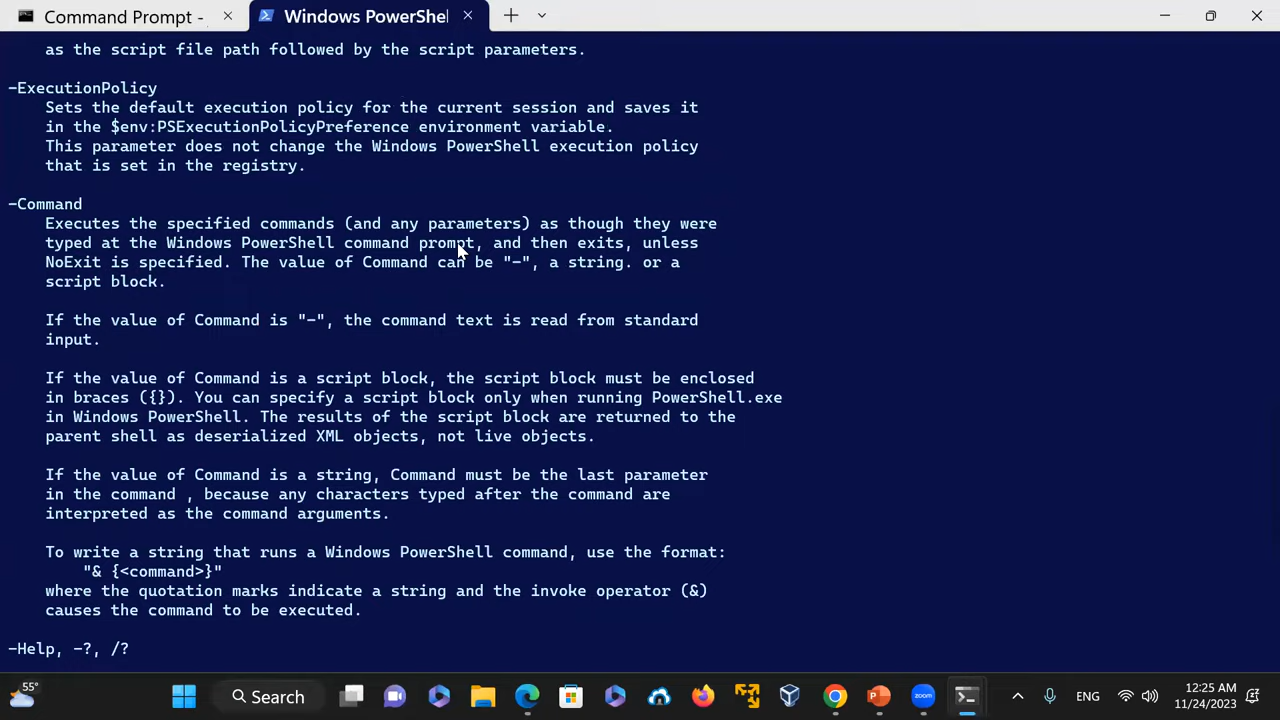 Command Prompt -
Windows PowerShel
as the script file path followed by the script parameters.
-ExecutionPolicy
Sets the default execution policy for the current session and saves it
in the $env:PSExecutionPolicyPreference environment variable.
This parameter does not change the Windows PowerShell execution policy
that is set in the registry.
-Command
Executes the specified commands (and any parameters) as though they were
typed at the Windows PowerShell command prompt, and then exits, unless
NoExit is specified. The value of Command can be "-", a string. or a
script block.
If the value of Command is "-", the command text is read from standard
input.
If the value of Command is a script block, the script block must be enclosed
in braces ({}). You can specify a script block only when running PowerShell.exe
in Windows PowerShell. The results of the script block are returned to the
parent shell as deserialized XML objects, not live objects.
If the value of Command is a string, Command must be the last parameter
in the command , because any characters typed after the command are
interpreted as the command arguments.
To write a string that runs a Windows PowerShell command, use the format:
"& {<command>}"
where the quotation marks indicate a string and the invoke operator (&)
causes the command to be executed.
-Help, -?, /?
55°
Search
zoom
ENG
12:25 AM
11/24/2023